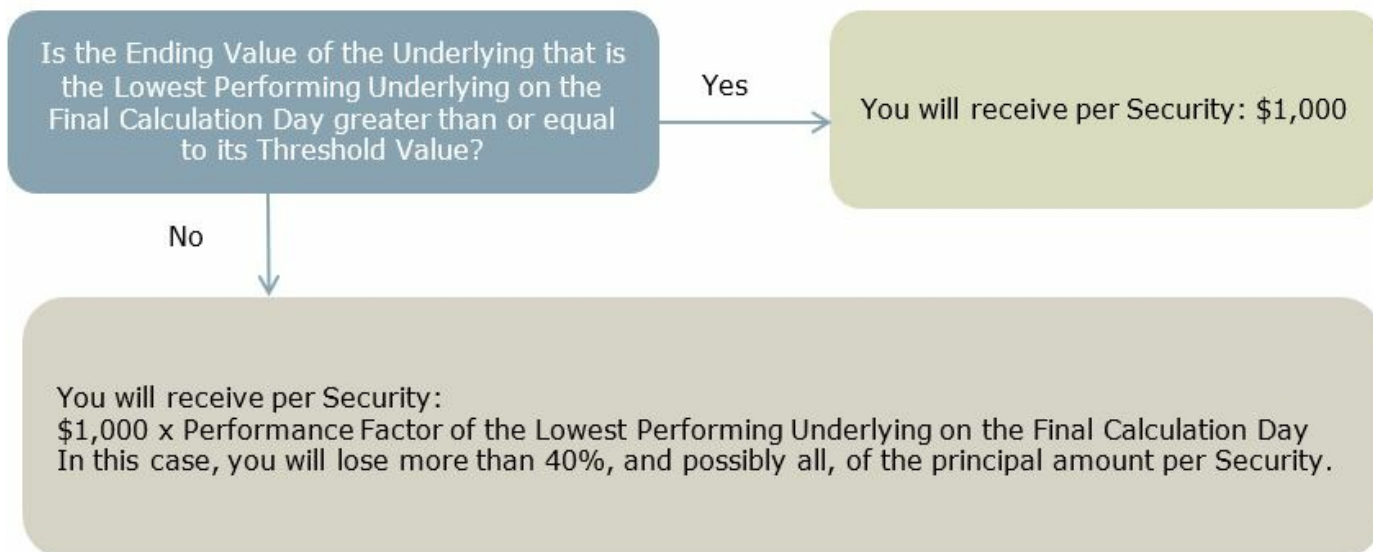 Is the Ending Value of the Underlying that is
the Lowest Performing Underlying on the
Final Calculation Day greater than or equal
to its Threshold Value?
Yes
You will receive per Security: $1,000
No
You will receive per Security:
$1,000 x Performance Factor of the Lowest Performing Underlying on the Final Calculation Day
In this case, you will lose more than 40%, and possibly all, of the principal amount per Security.